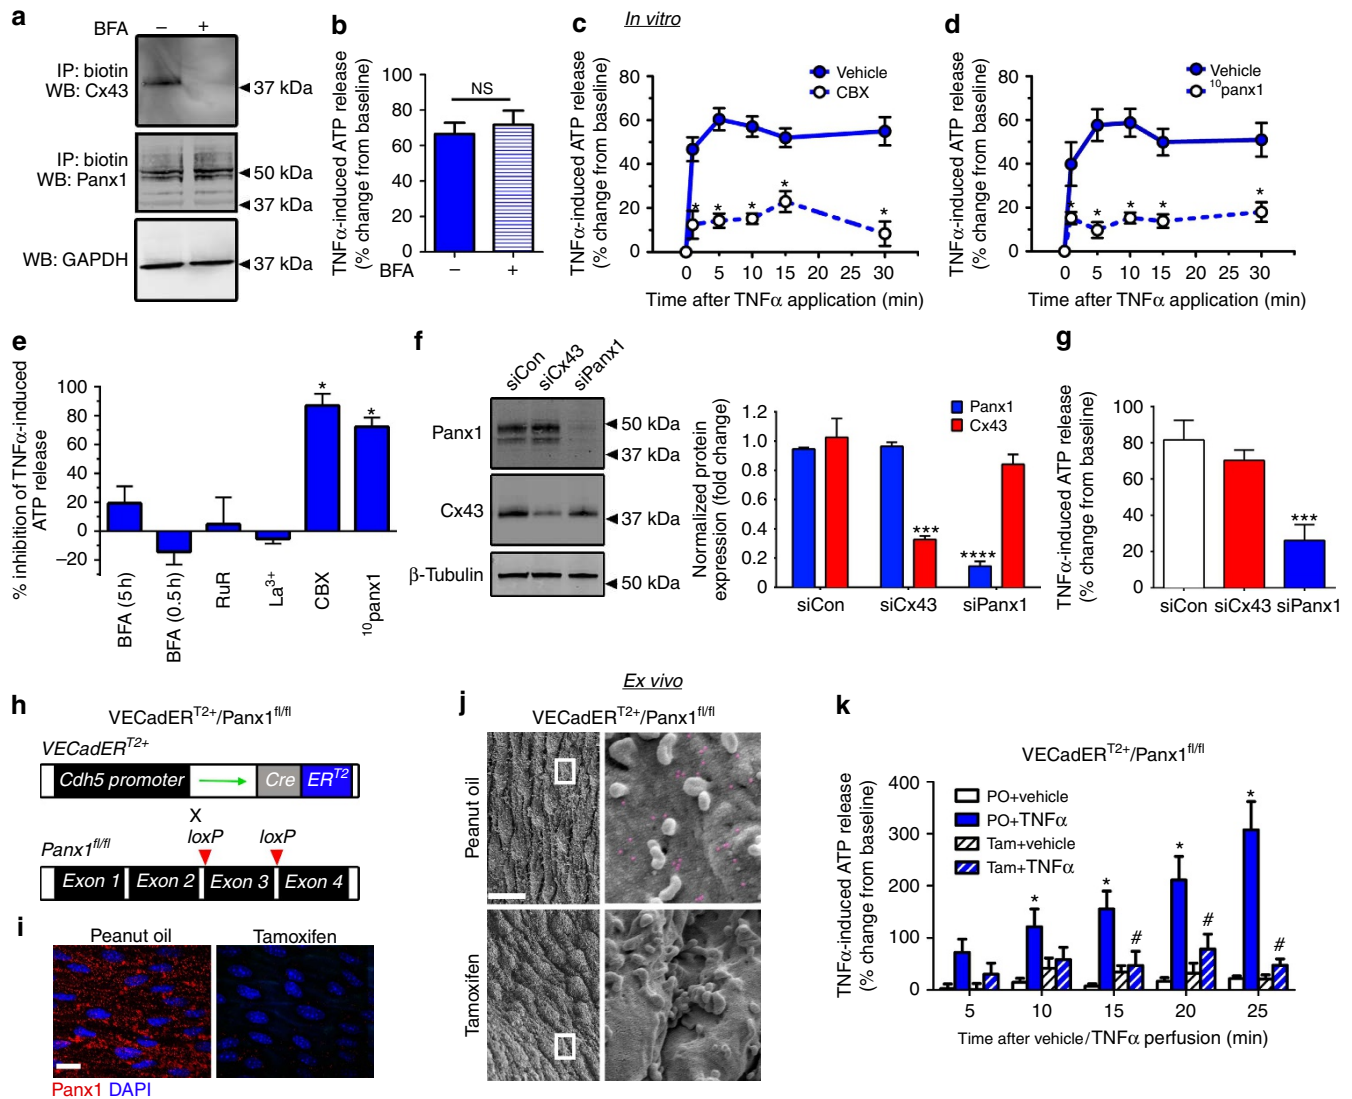 In vitro
a
BFA – +
IP: biotin
WB: Cx43
37 kDa
IP: biotin
WB: Panx1
50 kDa
37 kDa
WB: GAPDH
37 kDa
b
TNFα-induced ATP release
(% change from baseline)
100
80
60
40
20
0
NS
BFA – +
c
TNFα-induced ATP release
(% change from baseline)
80
60
40
20
0
Vehicle
CBX
* * * * *
0 5 10 15 20 25 30
Time after TNFα application (min)
d
TNFα-induced ATP release
(% change from baseline)
80
60
40
20
0
Vehicle
¹⁰panx1
* * * * *
0 5 10 15 20 25 30
Time after TNFα application (min)
e
% inhibition of TNFα-induced
ATP release
100
80
60
40
20
0
−20
* *
BFA (5 h)
BFA (0.5 h)
RuR
La³⁺
CBX
¹⁰panx1
f
siCon
siCx43
siPanx1
Panx1
50 kDa
37 kDa
Cx43
37 kDa
β-Tubulin
50 kDa
Normalized protein
expression (fold change)
1.2
1.0
0.8
0.6
0.4
0.2
0
Panx1
Cx43
***
****
siCon siCx43 siPanx1
g
TNFα-induced ATP release
(% change from baseline)
100
80
60
40
20
0
***
siCon siCx43 siPanx1
Ex vivo
h
VECadERᵀ²⁺/Panx1ᶠˡ/ᶠˡ
VECadERᵀ²⁺
Cdh5 promoter Cre ERᵀ²
X
loxP loxP
Panx1ᶠˡ/ᶠˡ
Exon 1 Exon 2 Exon 3 Exon 4
i
Peanut oil Tamoxifen
Panx1 DAPI
j
VECadERᵀ²⁺/Panx1ᶠˡ/ᶠˡ
Peanut oil
Tamoxifen
k
VECadERᵀ²⁺/Panx1ᶠˡ/ᶠˡ
TNFα-induced ATP release
(% change from baseline)
400
300
200
100
0
PO+vehicle
PO+TNFα
Tam+vehicle
Tam+TNFα
* * * *
# # #
5 10 15 20 25
Time after vehicle/TNFα perfusion (min)